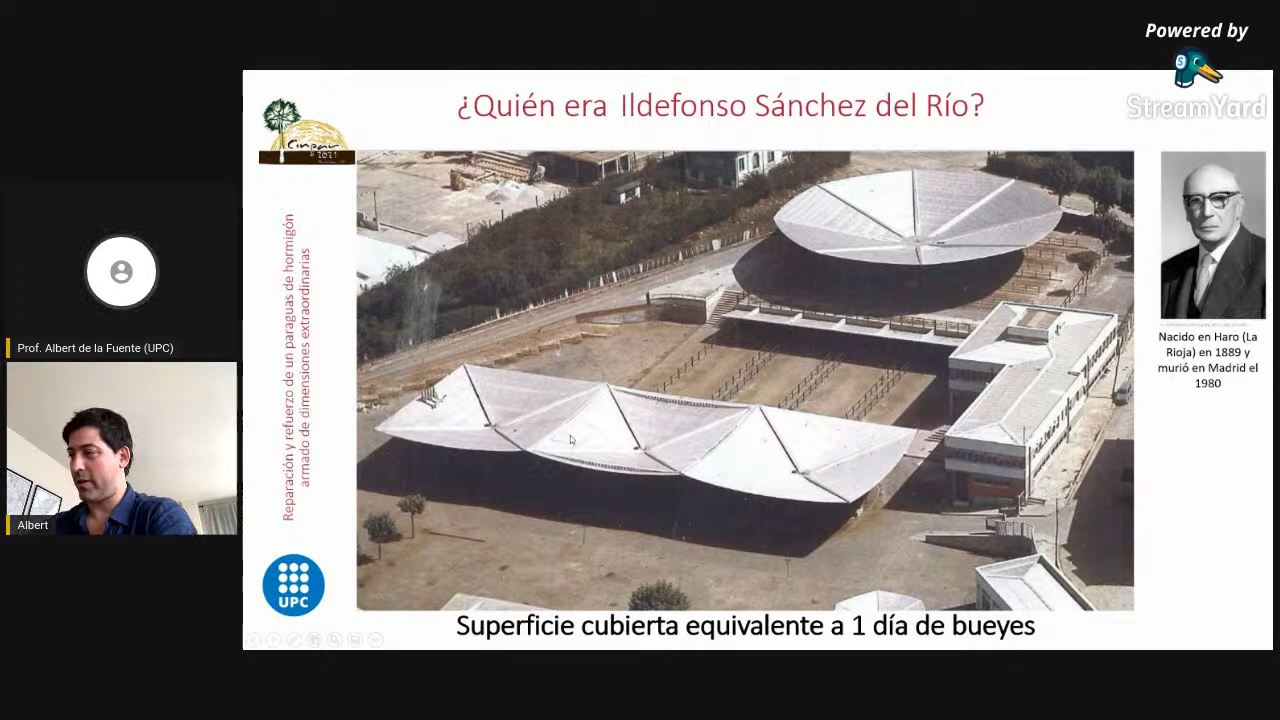 Powered by
StreamYard
¿Quién era Ildefonso Sánchez del Río?
Cinpar
2021
Reparación y refuerzo de un paraguas de hormigón
armado de dimensiones extraordinarias
Nacido en Haro (La
Rioja) en 1889 y
murió en Madrid el
1980
Prof. Albert de la Fuente (UPC)
Albert
UPC
Superficie cubierta equivalente a 1 día de bueyes